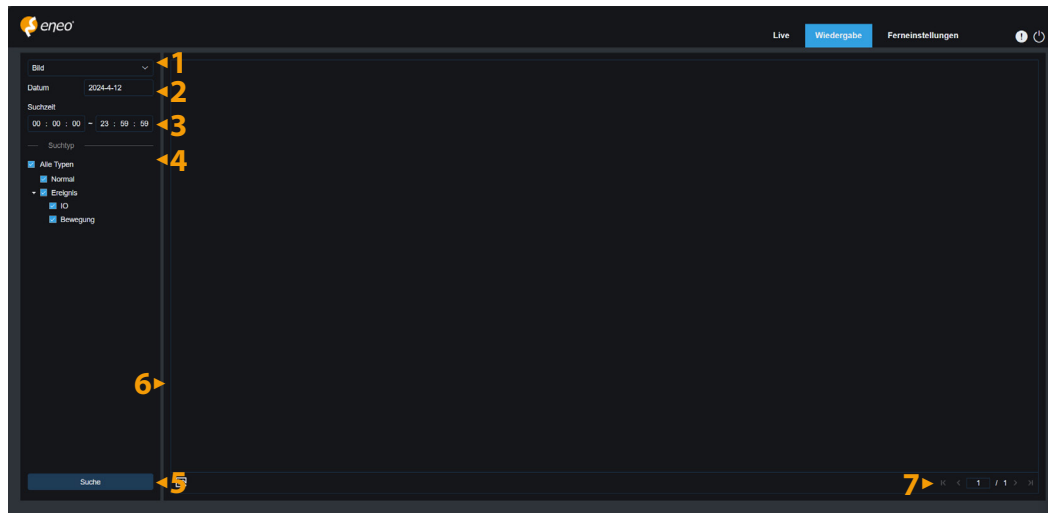 eneo
Live Wiedergabe Ferneinstellungen
Bild
1
Datum 2024-4-12
2
Suchzeit
00 : 00 : 00 ~ 23 : 59 : 59
3
Suchtyp
4
Alle Typen
Normal
Ereignis
IO
Bewegung
6
Suche
5
7
1 / 1